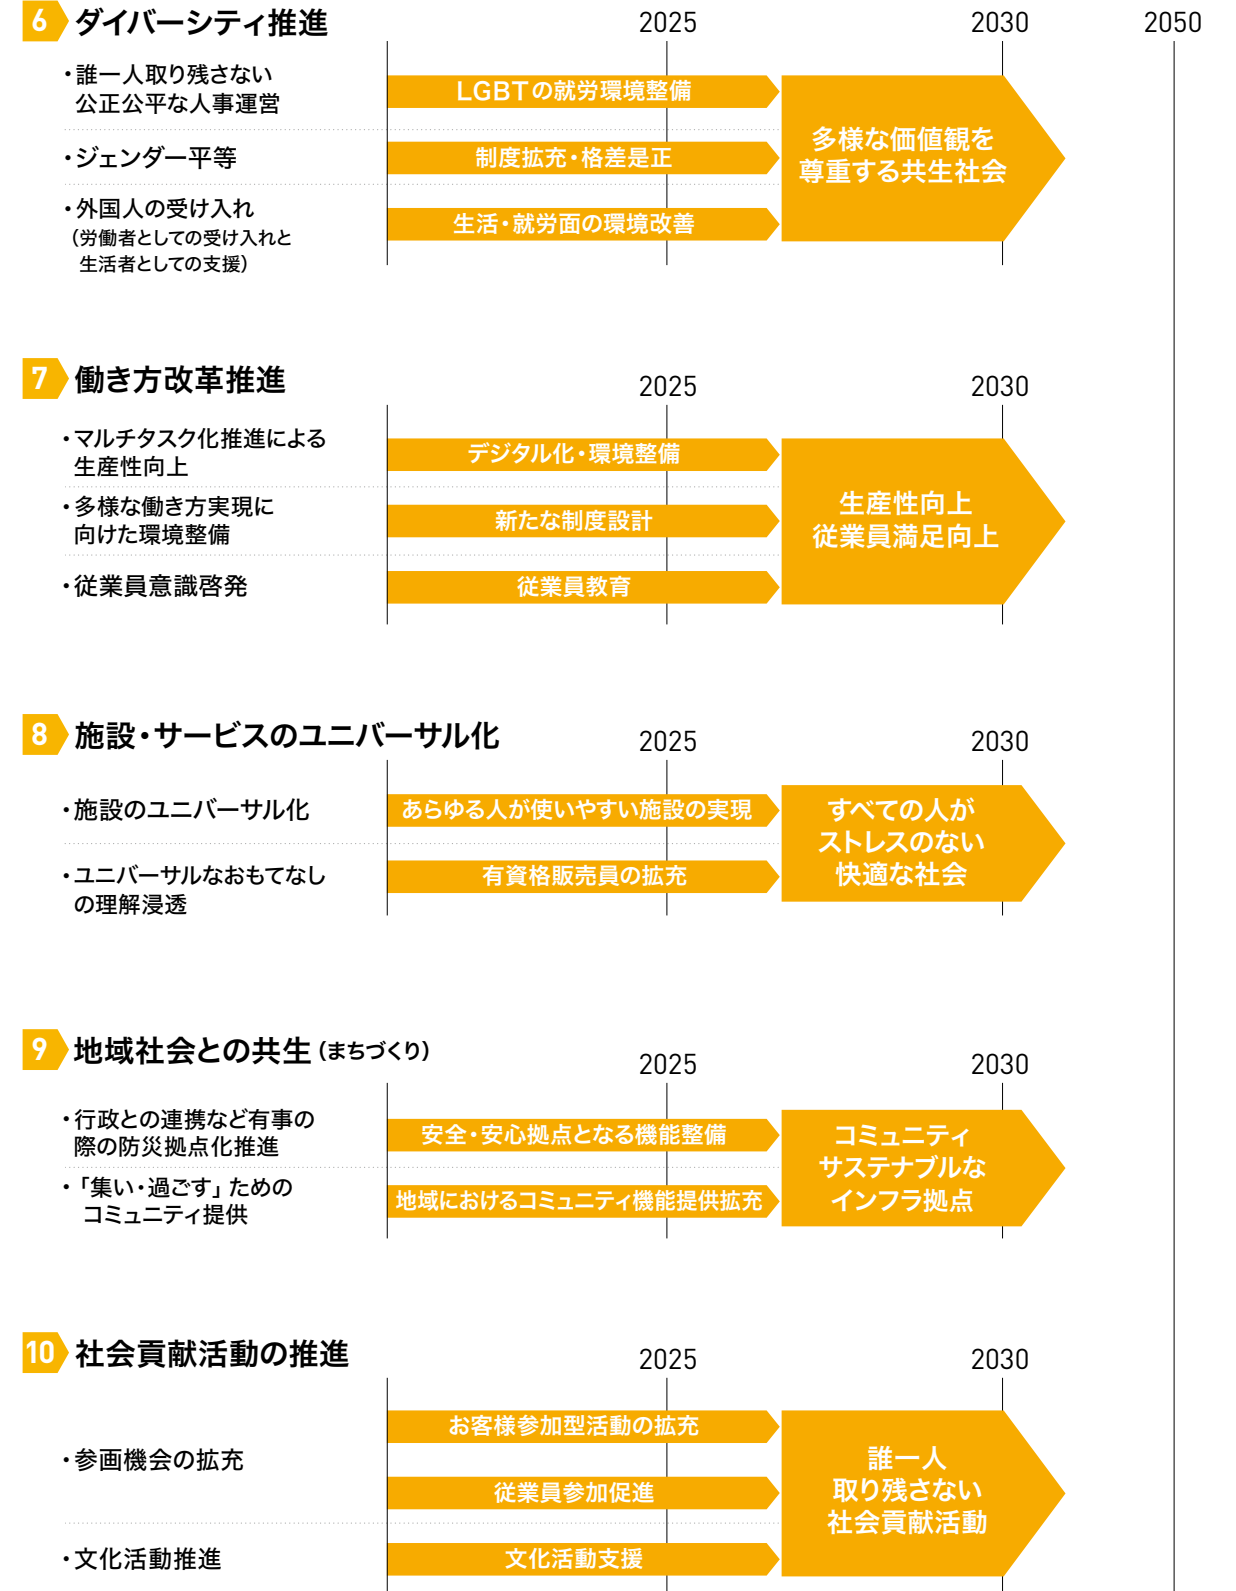 6 ダイバーシティ推進
2025 2030 2050
・誰一人取り残さない
公正公平な人事運営
LGBTの就労環境整備
・ジェンダー平等
制度拡充・格差是正
・外国人の受け入れ
（労働者としての受け入れと
生活者としての支援）
生活・就労面の環境改善
多様な価値観を
尊重する共生社会
7 働き方改革推進
2025 2030
・マルチタスク化推進による
生産性向上
デジタル化・環境整備
・多様な働き方実現に
向けた環境整備
新たな制度設計
・従業員意識啓発
従業員教育
生産性向上
従業員満足向上
8 施設・サービスのユニバーサル化
2025 2030
・施設のユニバーサル化
あらゆる人が使いやすい施設の実現
・ユニバーサルなおもてなし
の理解浸透
有資格販売員の拡充
すべての人が
ストレスのない
快適な社会
9 地域社会との共生（まちづくり）
2025 2030
・行政との連携など有事の
際の防災拠点化推進
安全・安心拠点となる機能整備
・「集い・過ごす」ための
コミュニティ提供
地域におけるコミュニティ機能提供拡充
コミュニティ
サステナブルな
インフラ拠点
10 社会貢献活動の推進
2025 2030
・参画機会の拡充
お客様参加型活動の拡充
従業員参加促進
・文化活動推進
文化活動支援
誰一人
取り残さない
社会貢献活動